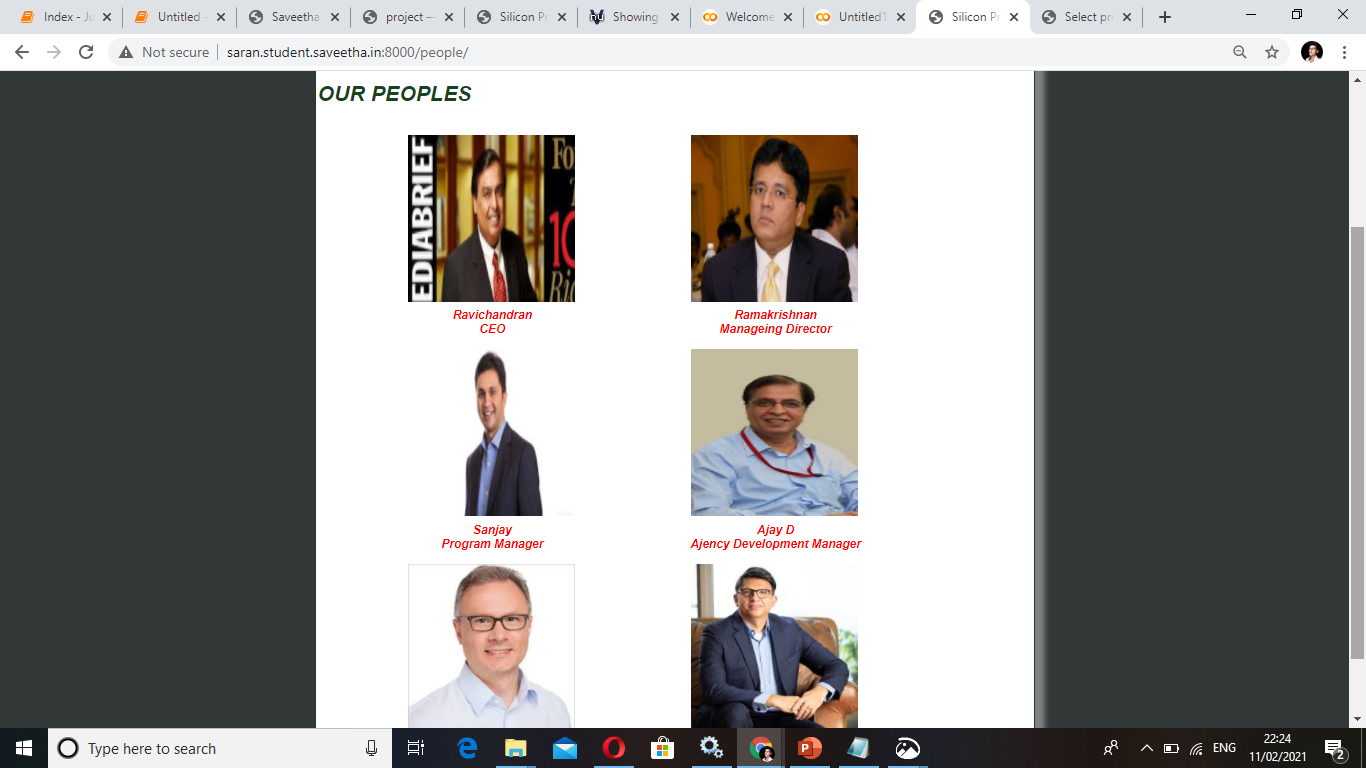 Index - Ju
Untitled -
Saveetha
project —
Silicon Pr
Showing
Welcome
Untitled1
Silicon Pr
Select pro
Not secure
saran.student.saveetha.in:8000/people/
OUR PEOPLES
EDIABRIEF
Fo
10
Ric
Ravichandran
CEO
Ramakrishnan
Manageing Director
Sanjay
Program Manager
Ajay D
Ajency Development Manager
Type here to search
ENG
22:24
11/02/2021
2